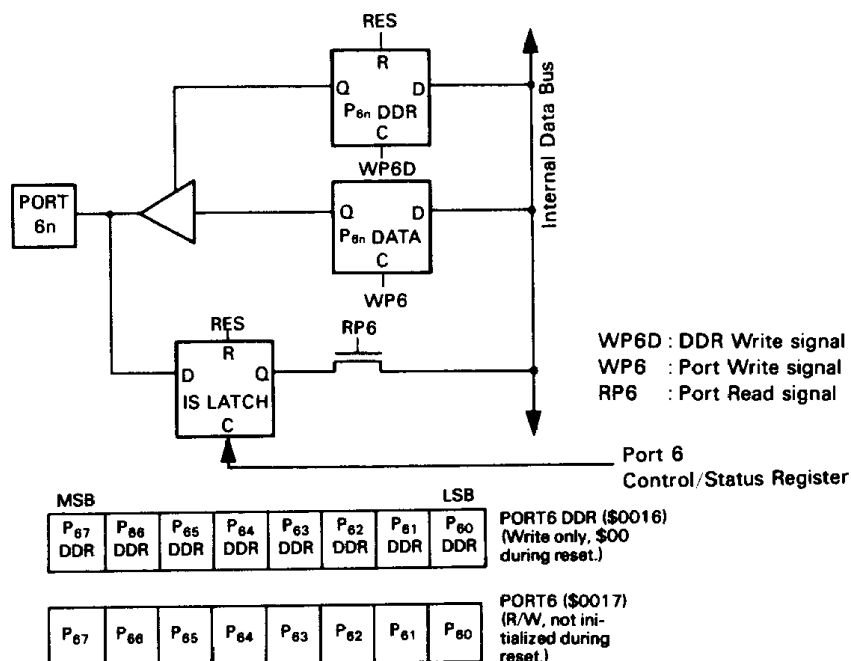 RES
R
Q D
P6n DDR
C
WP6D
Internal Data Bus
PORT
6n
Q D
P6n DATA
C
WP6
RES
R
D Q
IS LATCH
C
RP6
WP6D : DDR Write signal
WP6 : Port Write signal
RP6 : Port Read signal
Port 6
Control/Status Register
MSB LSB
P67 P66 P65 P64 P63 P62 P61 P60
DDR DDR DDR DDR DDR DDR DDR DDR
PORT6 DDR ($0016)
(Write only, $00
during reset.)
P67 P66 P65 P64 P63 P62 P61 P60
PORT6 ($0017)
(R/W, not ini-
tialized during
reset.)